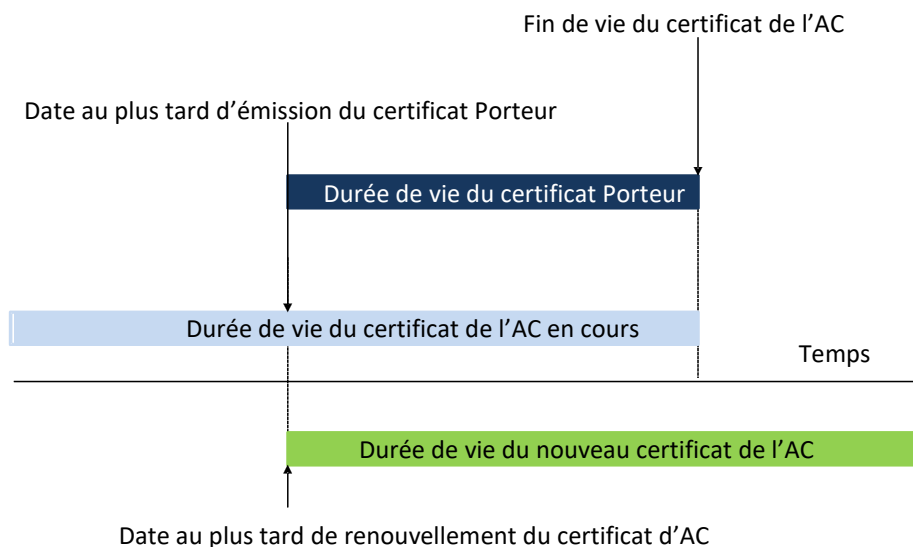 Fin de vie du certificat de l’AC
Date au plus tard d’émission du certificat Porteur
Durée de vie du certificat Porteur
Durée de vie du certificat de l’AC en cours
Temps
Durée de vie du nouveau certificat de l’AC
Date au plus tard de renouvellement du certificat d’AC